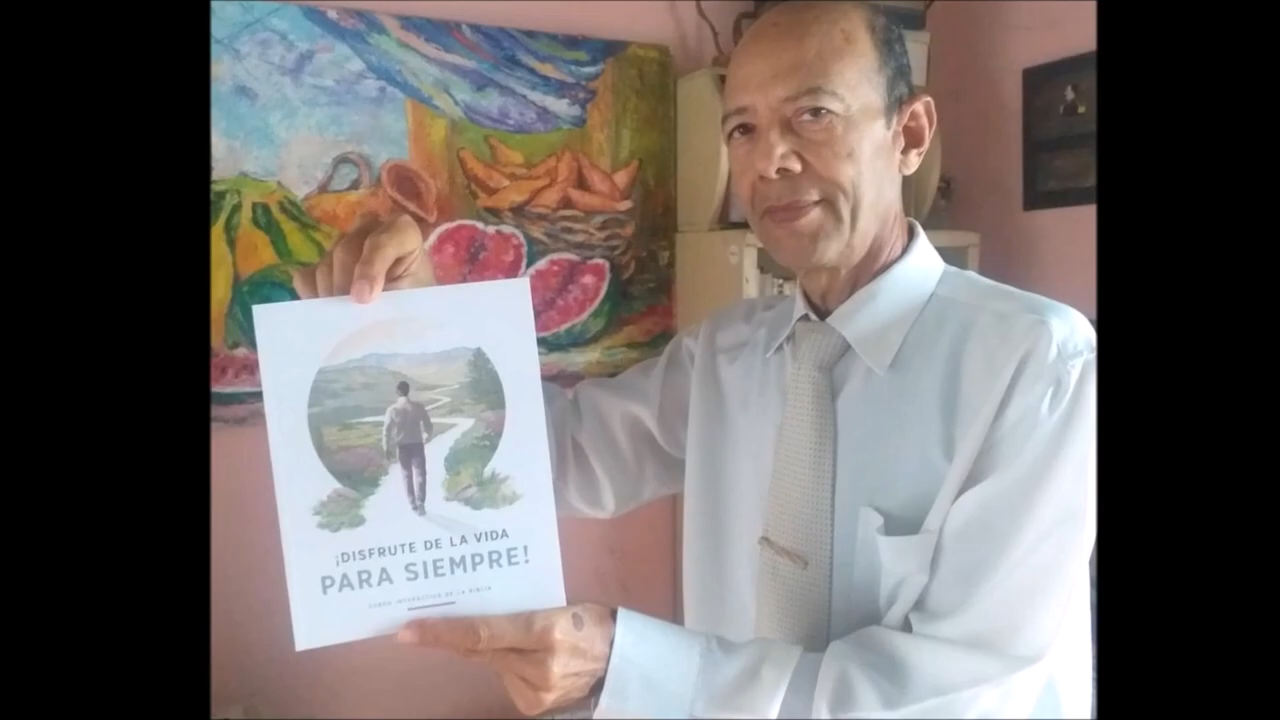 ¡DISFRUTE DE LA VIDA
PARA SIEMPRE!
CURSO INTERACTIVO DE LA BIBLIA